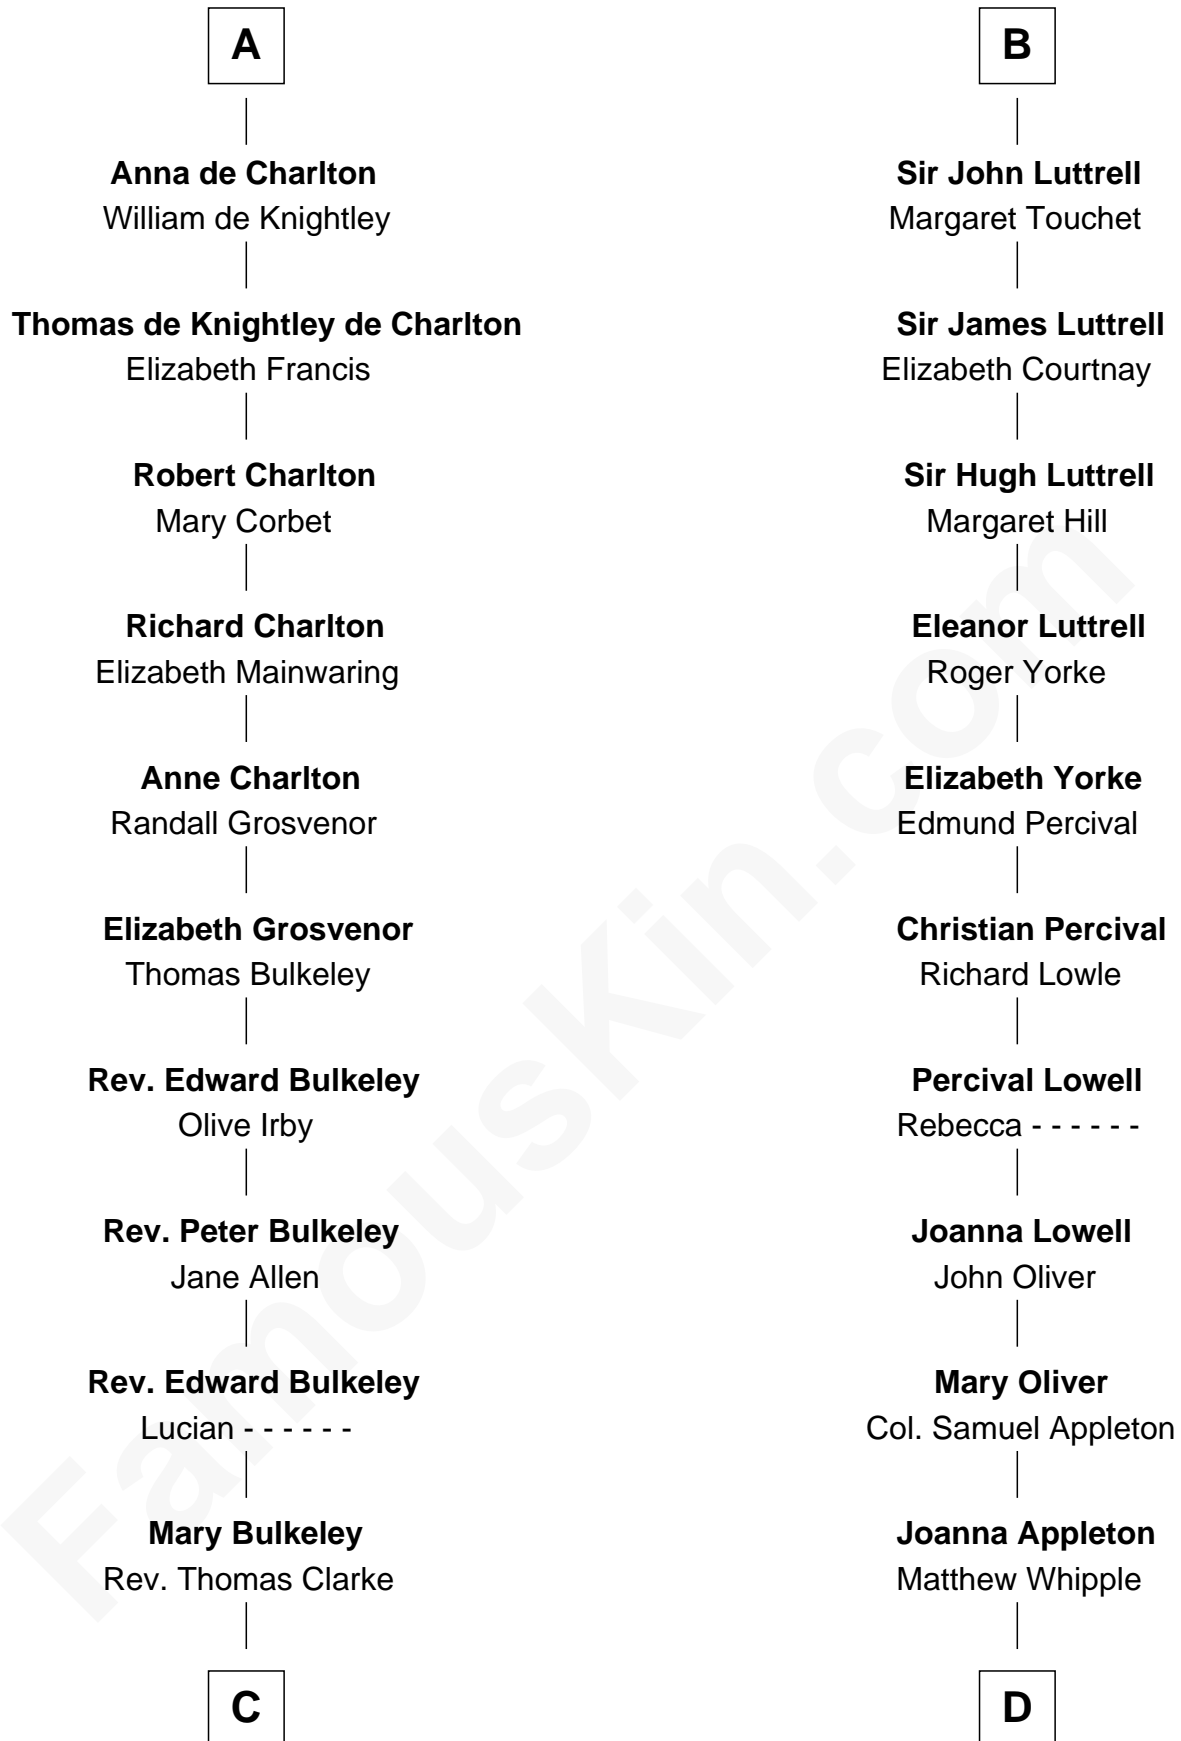 A
Anna de Charlton
William de Knightley
Thomas de Knightley de Charlton
Elizabeth Francis
Robert Charlton
Mary Corbet
Richard Charlton
Elizabeth Mainwaring
Anne Charlton
Randall Grosvenor
Elizabeth Grosvenor
Thomas Bulkeley
Rev. Edward Bulkeley
Olive Irby
Rev. Peter Bulkeley
Jane Allen
Rev. Edward Bulkeley
Lucian - - - - - -
Mary Bulkeley
Rev. Thomas Clarke
C
B
Sir John Luttrell
Margaret Touchet
Sir James Luttrell
Elizabeth Courtnay
Sir Hugh Luttrell
Margaret Hill
Eleanor Luttrell
Roger Yorke
Elizabeth Yorke
Edmund Percival
Christian Percival
Richard Lowle
Percival Lowell
Rebecca - - - - - -
Joanna Lowell
John Oliver
Mary Oliver
Col. Samuel Appleton
Joanna Appleton
Matthew Whipple
D
FamousKin.com